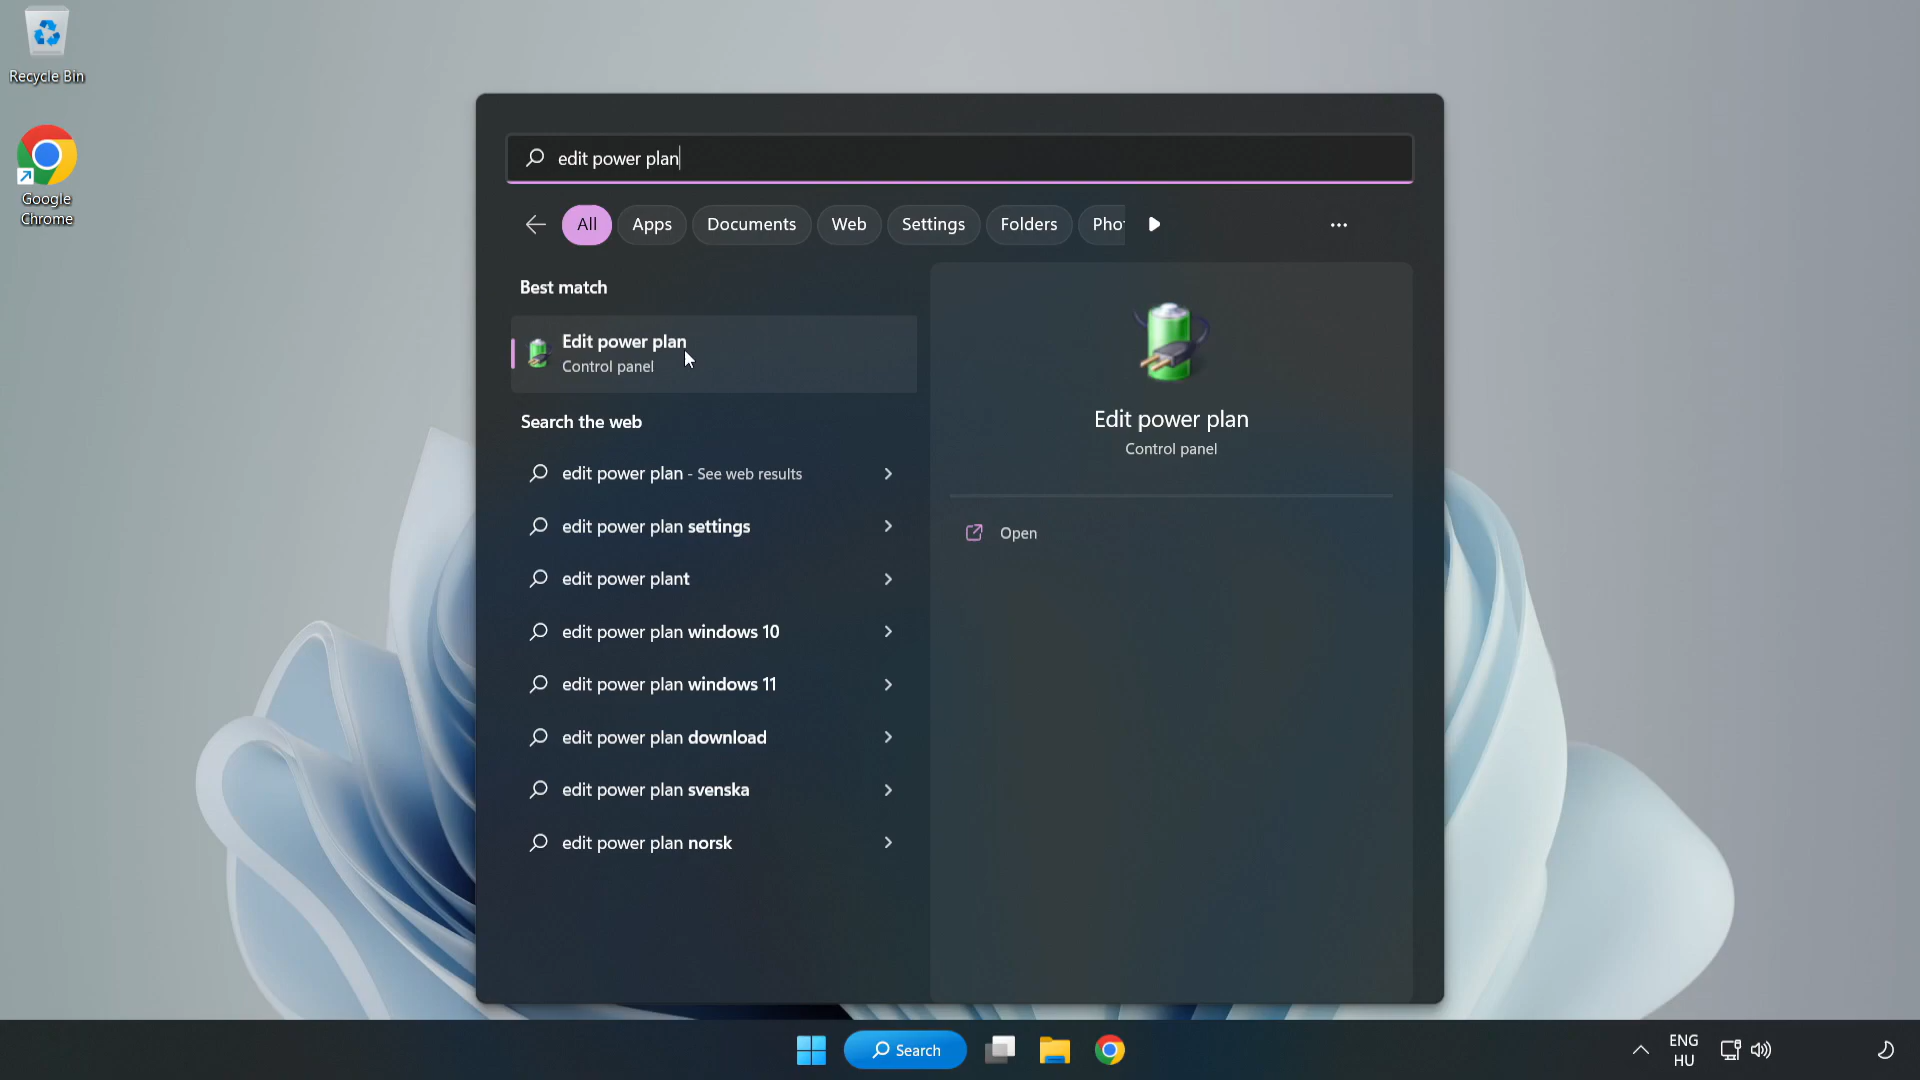 Recycle Bin
Google
Chrome
edit power plan
All Apps Documents Web Settings Folders Pho
Best match
Edit power plan
Control panel
Search the web
edit power plan - See web results
edit power plan settings
edit power plant
edit power plan windows 10
edit power plan windows 11
edit power plan download
edit power plan svenska
edit power plan norsk
Edit power plan
Control panel
Open
Search
ENG
HU